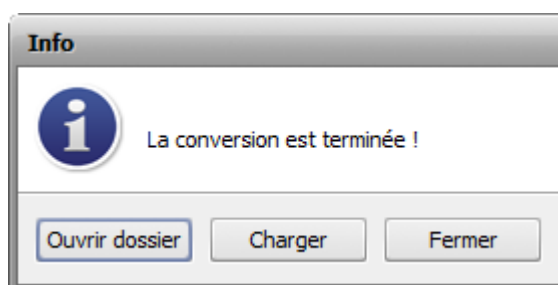 Info
La conversion est terminée !
Ouvrir dossier
Charger
Fermer